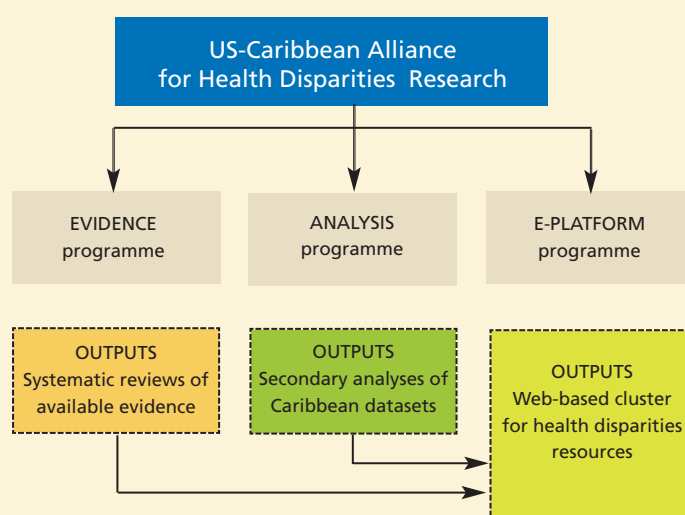 US-Caribbean Alliance
for Health Disparities Research
EVIDENCE
programme
ANALYSIS
programme
E-PLATFORM
programme
OUTPUTS
Systematic reviews of
available evidence
OUTPUTS
Secondary analyses of
Caribbean datasets
OUTPUTS
Web-based cluster
for health disparities
resources